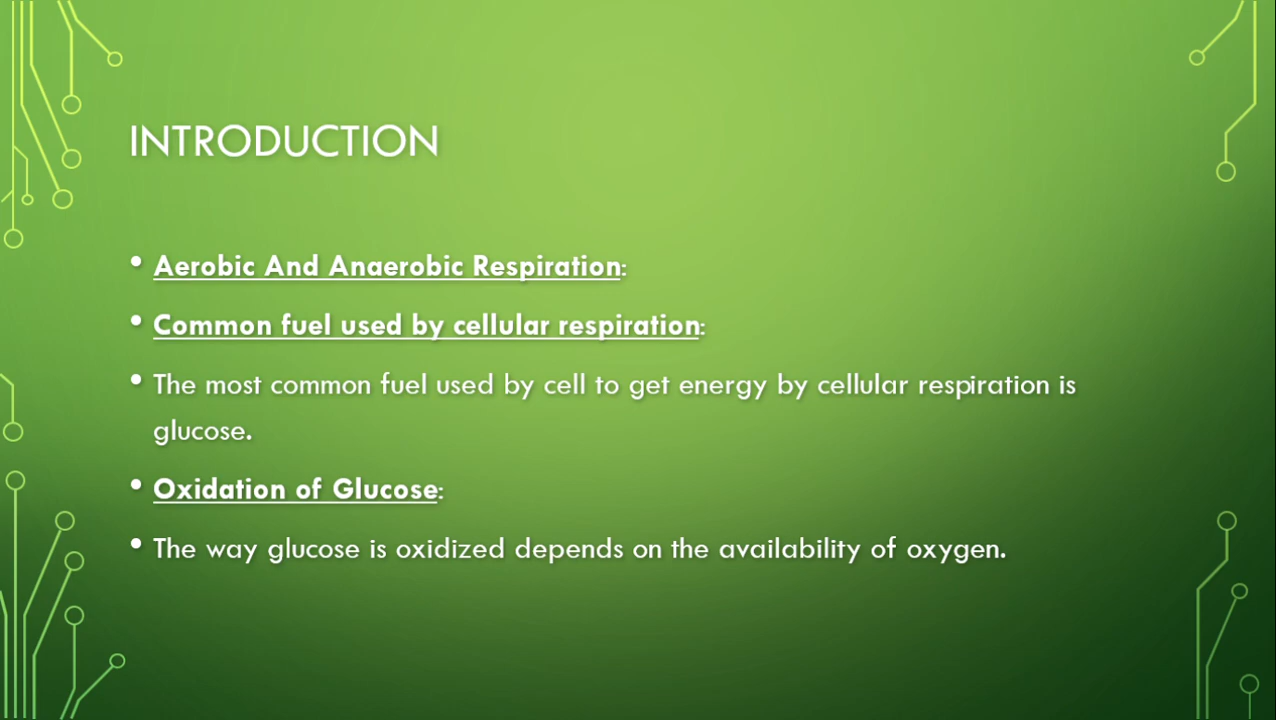 INTRODUCTION
• Aerobic And Anaerobic Respiration:
• Common fuel used by cellular respiration:
• The most common fuel used by cell to get energy by cellular respiration is
glucose.
• Oxidation of Glucose:
• The way glucose is oxidized depends on the availability of oxygen.